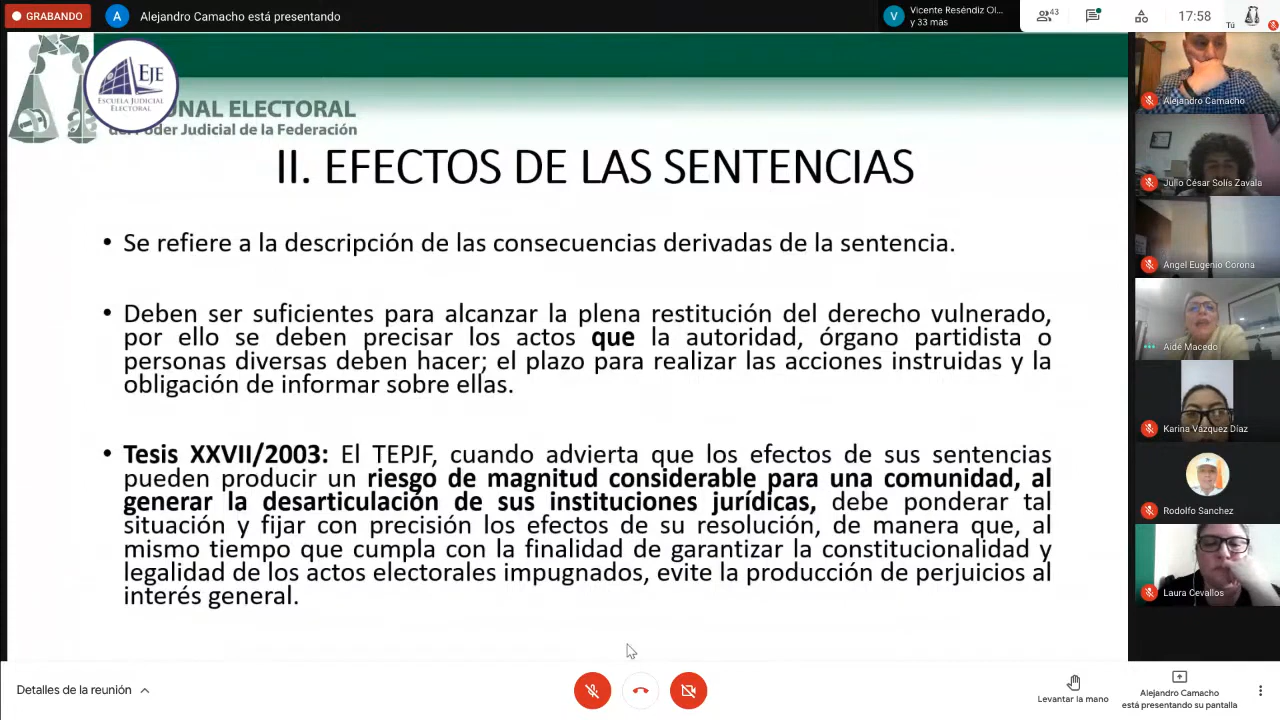 GRABANDO
A
Alejandro Camacho está presentando
V
Vicente Reséndiz Ol...
y 33 más
43
17:58
Tú
EJE
ESCUELA JUDICIAL
ELECTORAL
NAL ELECTORAL
Poder Judicial de la Federación
II. EFECTOS DE LAS SENTENCIAS
• Se refiere a la descripción de las consecuencias derivadas de la sentencia.
• Deben ser suficientes para alcanzar la plena restitución del derecho vulnerado,
por ello se deben precisar los actos que la autoridad, órgano partidista o
personas diversas deben hacer; el plazo para realizar las acciones instruidas y la
obligación de informar sobre ellas.
• Tesis XXVII/2003: El TEPJF, cuando advierta que los efectos de sus sentencias
pueden producir un riesgo de magnitud considerable para una comunidad, al
generar la desarticulación de sus instituciones jurídicas, debe ponderar tal
situación y fijar con precisión los efectos de su resolución, de manera que, al
mismo tiempo que cumpla con la finalidad de garantizar la constitucionalidad y
legalidad de los actos electorales impugnados, evite la producción de perjuicios al
interés general.
Alejandro Camacho
Julio César Solís Zavala
Angel Eugenio Corona
Aidé Macedo
Karina Vázquez Díaz
Rodolfo Sanchez
Laura Cevallos
Detalles de la reunión
Levantar la mano
Alejandro Camacho
está presentando su pantalla